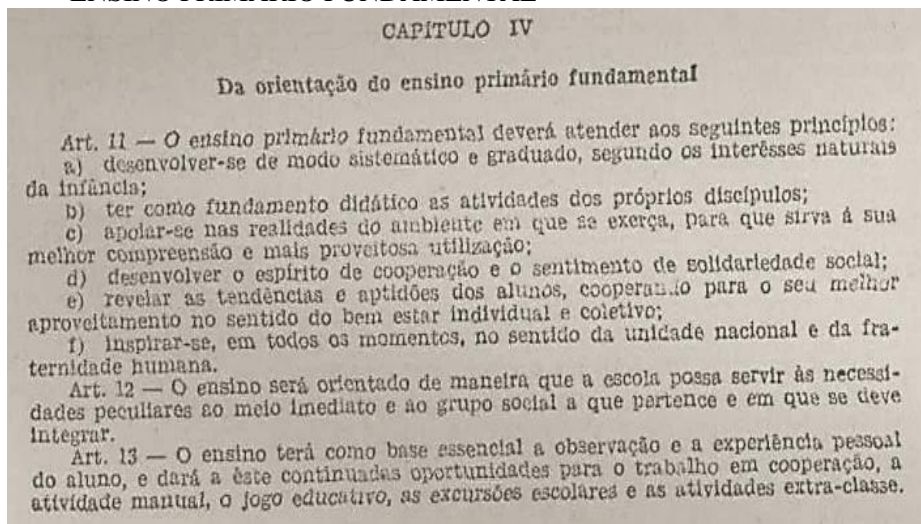 ENSINO PRIMÁRIO FUNDAMENTAL
CAPÍTULO IV
Da orientação do ensino primário fundamental
Art. 11 — O ensino primário fundamental deverá atender aos seguintes princípios:
a) desenvolver-se de modo sistemático e graduado, segundo os interêsses naturais
da infância;
b) ter como fundamento didático as atividades dos próprios discípulos;
c) apoiar-se nas realidades do ambiente em que se exerça, para que sirva á sua
melhor compreensão e mais proveitosa utilização;
d) desenvolver o espírito de cooperação e o sentimento de solidariedade social;
e) revelar as tendências e aptidões dos alunos, cooperando para o seu melhor
aproveitamento no sentido do bem estar individual e coletivo;
f) inspirar-se, em todos os momentos, no sentido da unidade nacional e da fra-
ternidade humana.
Art. 12 — O ensino será orientado de maneira que a escola possa servir às necessi-
dades peculiares ao meio imediato e ao grupo social a que pertence e em que se deve
integrar.
Art. 13 — O ensino terá como base essencial a observação e a experiência pessoal
do aluno, e dará a êste continuadas oportunidades para o trabalho em cooperação, a
atividade manual, o jogo educativo, as excursões escolares e as atividades extra-classe.